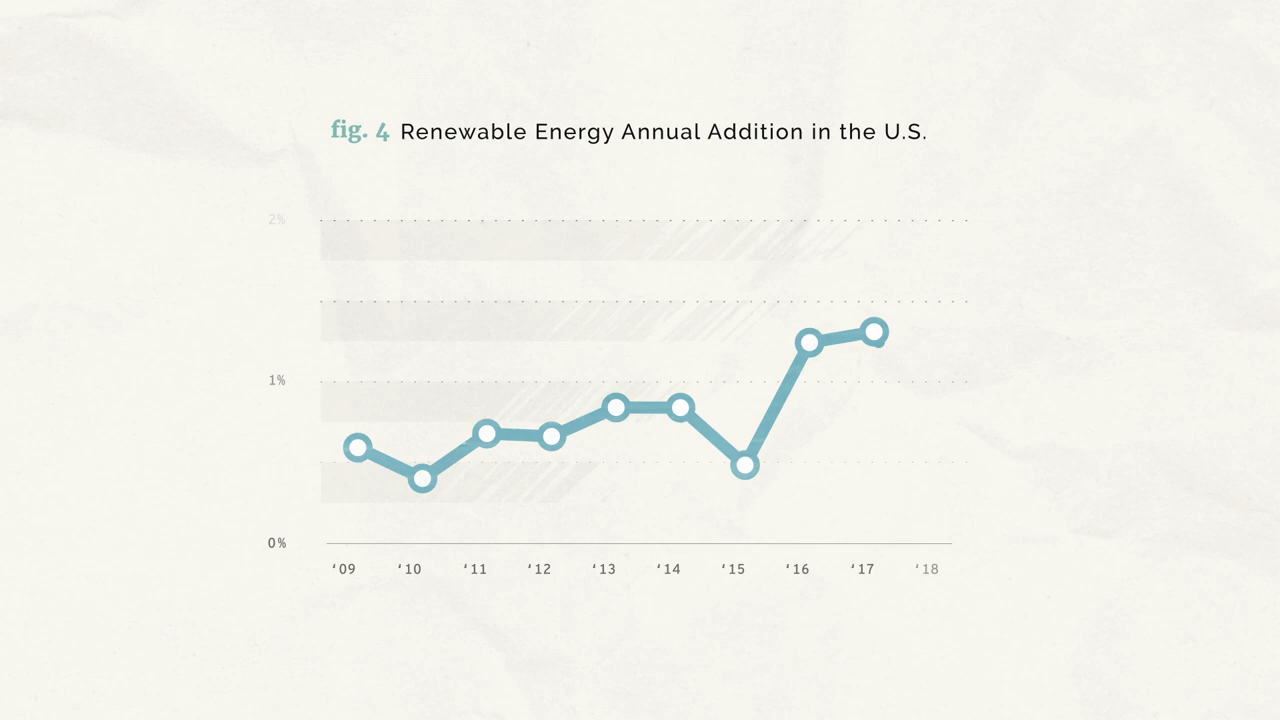 fig. 4 Renewable Energy Annual Addition in the U.S.
2%
1%
0%
‘09 ‘10 ‘11 ‘12 ‘13 ‘14 ‘15 ‘16 ‘17 ‘18